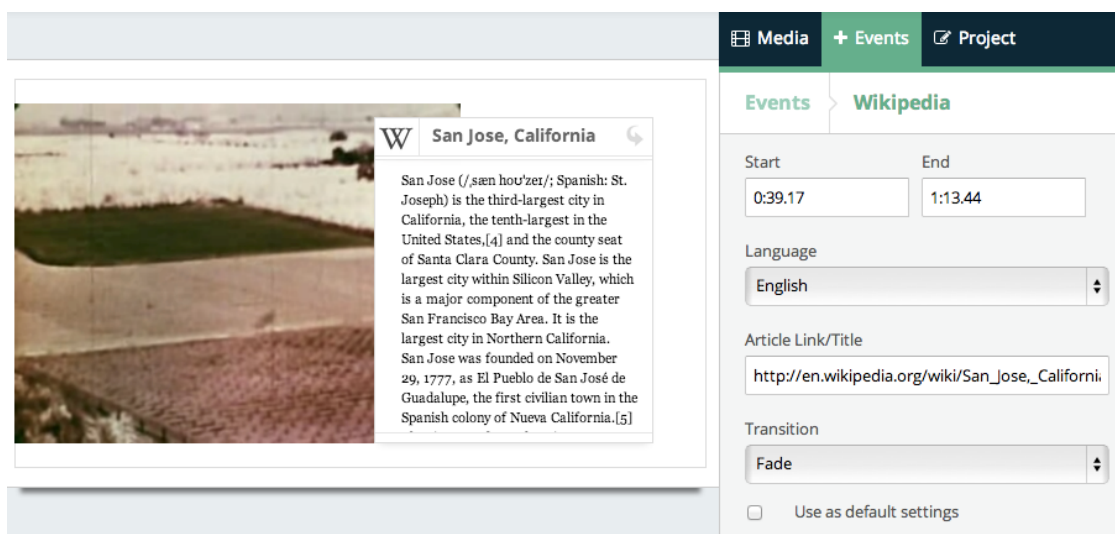 Media
+ Events
Project
Events
Wikipedia
Start
End
0:39.17
1:13.44
Language
English
Article Link/Title
http://en.wikipedia.org/wiki/San_Jose,_Californi
Transition
Fade
Use as default settings
W
San Jose, California
San Jose (/ˌsæn hoʊˈzeɪ/; Spanish: St.
Joseph) is the third-largest city in
California, the tenth-largest in the
United States,[4] and the county seat
of Santa Clara County. San Jose is the
largest city within Silicon Valley, which
is a major component of the greater
San Francisco Bay Area. It is the
largest city in Northern California.
San Jose was founded on November
29, 1777, as El Pueblo de San José de
Guadalupe, the first civilian town in the
Spanish colony of Nueva California.[5]